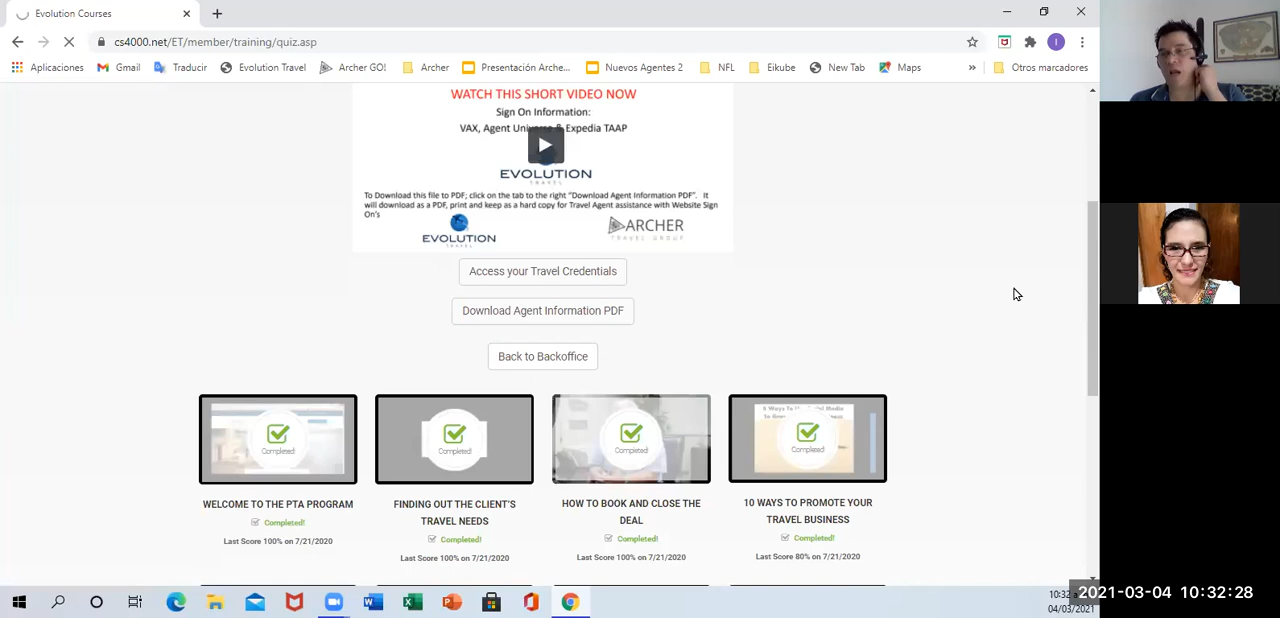 Evolution Courses
cs4000.net/ET/member/training/quiz.asp
Aplicaciones Gmail Traducir Evolution Travel Archer GO! Archer Presentación Arche... Nuevos Agentes 2 NFL Eikube New Tab Maps » Otros marcadores
WATCH THIS SHORT VIDEO NOW
Sign On Information:
VAX, Agent Universe & Expedia TAAP
EVOLUTION
TRAVEL
To Download this file to PDF; click on the tab to the right "Download Agent Information PDF". It
will download as a PDF, print and keep as a hard copy for Travel Agent assistance with Website Sign
On's
EVOLUTION
TRAVEL
ARCHER
TRAVEL GROUP
Access your Travel Credentials
Download Agent Information PDF
Back to Backoffice
Completed! Completed! Completed! Completed!
WELCOME TO THE PTA PROGRAM
Completed!
Last Score 100% on 7/21/2020
FINDING OUT THE CLIENT'S
TRAVEL NEEDS
Completed!
Last Score 100% on 7/21/2020
HOW TO BOOK AND CLOSE THE
DEAL
Completed!
Last Score 100% on 7/21/2020
10 WAYS TO PROMOTE YOUR
TRAVEL BUSINESS
Completed!
Last Score 80% on 7/21/2020
10:32
04/03/2021
2021-03-04 10:32:28